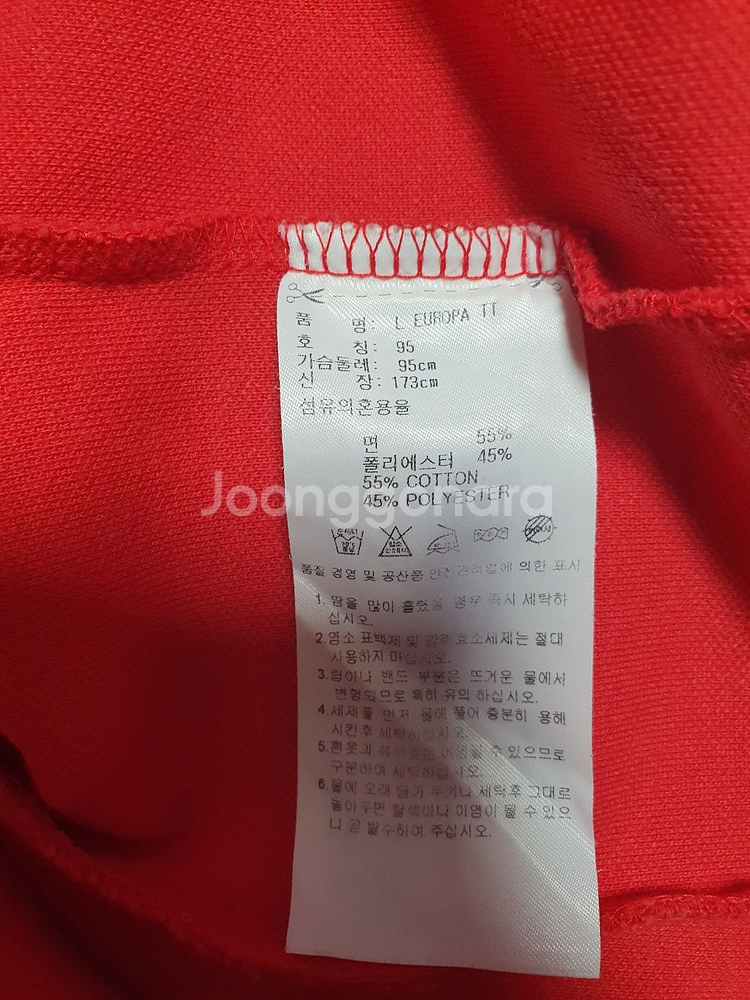 품 명: L EUROPA TT
호 칭: 95
가슴둘레: 95cm
신 장: 173cm
섬유의혼용율
면 55%
폴리에스터 45%
55% COTTON
45% POLYESTER
Joonggonara
품질 경영 및 공산품 안전관리법에 의한 표시
1. 땀을 많이 흘렸을 경우 즉시 세탁하
십시오.
2. 염소 표백제 및 효소세제는 절대
사용하지 마십시오.
3. 이나 밴드 부분은 뜨거운 물에서
변형되므로 특히 유의 하십시오.
4. 세제를 먼저 물에 풀어 충분히 용해
시킨후 세탁하십시오.
5. 흰옷과 유색옷은 수 있으므로
구분하여 세탁하십시오.
6. 물에 오래 담가 두거나 세탁후 그대로
놓아두면 탈색이나 이염이 될 수 있으
니 곧 탈수하여 주십시오.